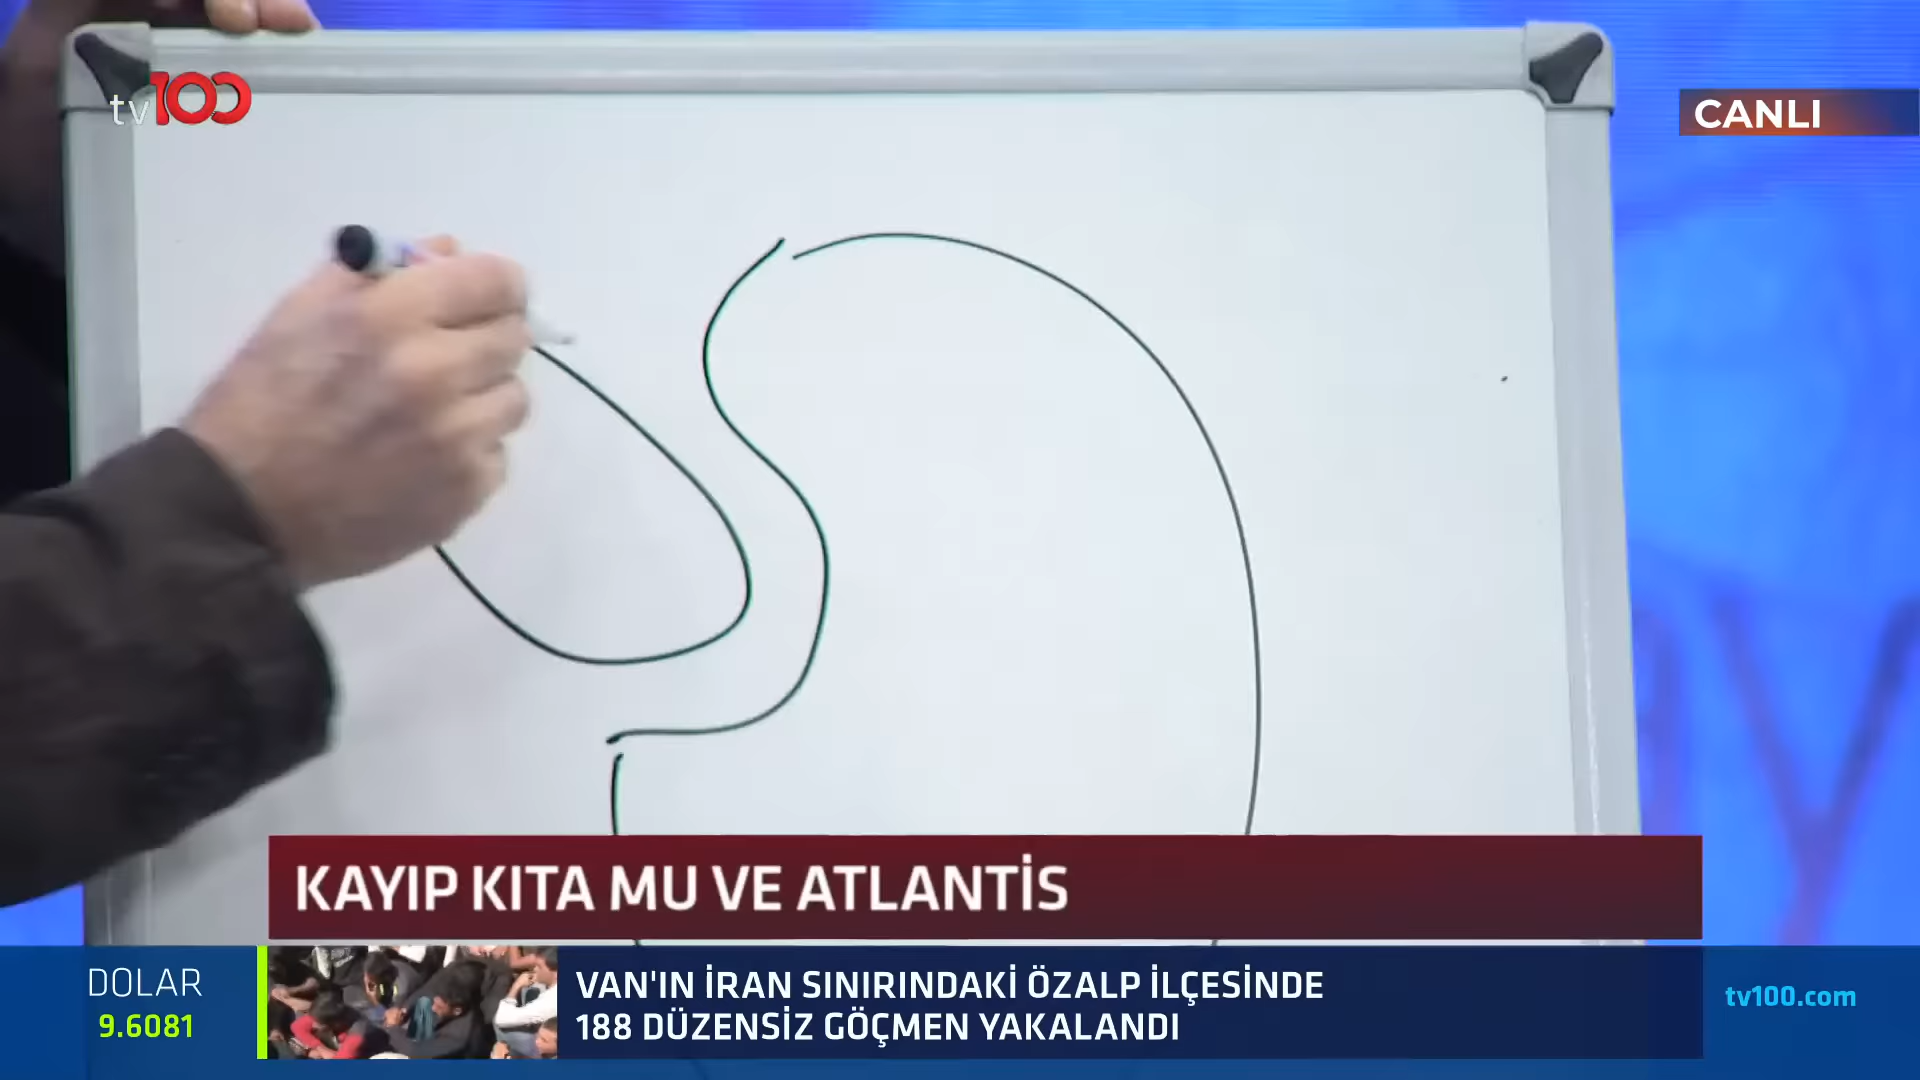 tv100
CANLI
KAYIP KITA MU VE ATLANTİS
DOLAR
9.6081
VAN'IN İRAN SINIRINDAKİ ÖZALP İLÇESİNDE
188 DÜZENSİZ GÖÇMEN YAKALANDI
tv100.com